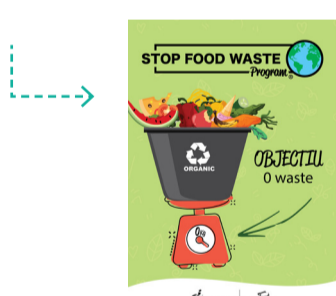 STOP FOOD WASTE
Program
ORGANIC
OBJECTIU
0 waste